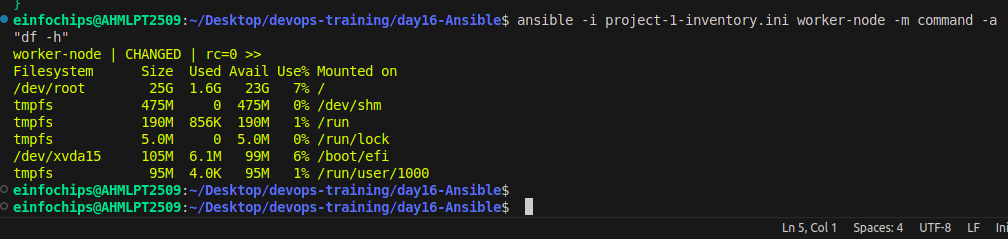 }
einfochips@AHMLPT2509:~/Desktop/devops-training/day16-Ansible$ ansible -i project-1-inventory.ini worker-node -m command -a
"df -h"
worker-node | CHANGED | rc=0 >>
Filesystem      Size  Used Avail Use% Mounted on
/dev/root        25G  1.6G   23G   7% /
tmpfs           475M     0  475M   0% /dev/shm
tmpfs           190M  856K  190M   1% /run
tmpfs           5.0M     0  5.0M   0% /run/lock
/dev/xvda15     105M  6.1M   99M   6% /boot/efi
tmpfs            95M  4.0K   95M   1% /run/user/1000
einfochips@AHMLPT2509:~/Desktop/devops-training/day16-Ansible$
einfochips@AHMLPT2509:~/Desktop/devops-training/day16-Ansible$
Ln 5, Col 1 Spaces: 4 UTF-8 LF Ini